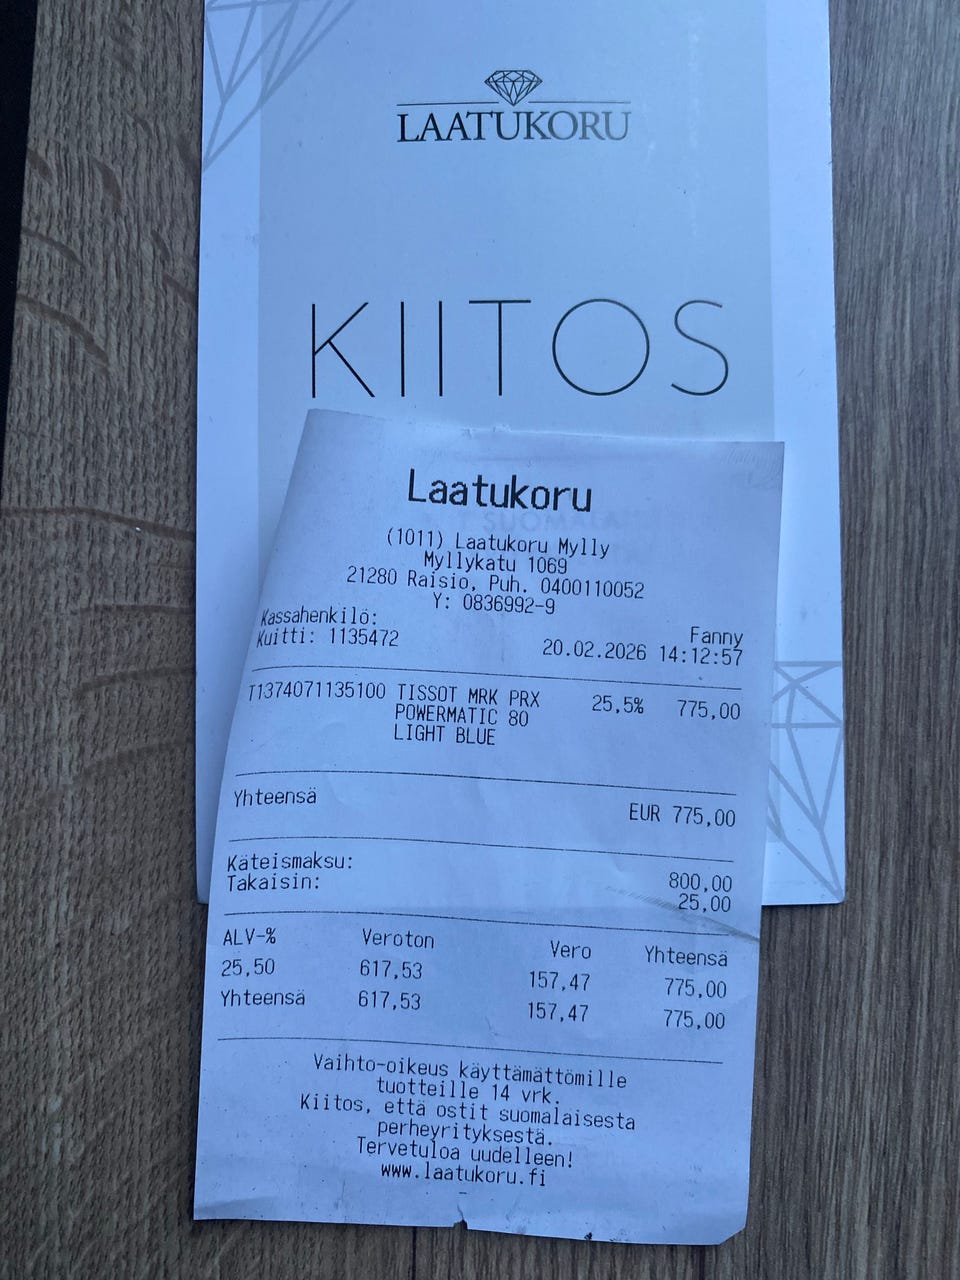 LAATUKORU
KIITOS
Laatukoru
(1011) Laatukoru Mylly
Myllykatu 1069
21280 Raisio, Puh. 0400110052
Y: 0836992-9
Kassahenkilö: Fanny
Kuitti: 1135472 20.02.2026 14:12:57
T1374071135100 TISSOT MRK PRX 25,5% 775,00
POWERMATIC 80
LIGHT BLUE
Yhteensä EUR 775,00
Käteismaksu: 800,00
Takaisin: 25,00
ALV-% Veroton Vero Yhteensä
25,50 617,53 157,47 775,00
Yhteensä 617,53 157,47 775,00
Vaihto-oikeus käyttämättömille
tuotteille 14 vrk.
Kiitos, että ostit suomalaisesta
perheyrityksestä.
Tervetuloa uudelleen!
www.laatukoru.fi